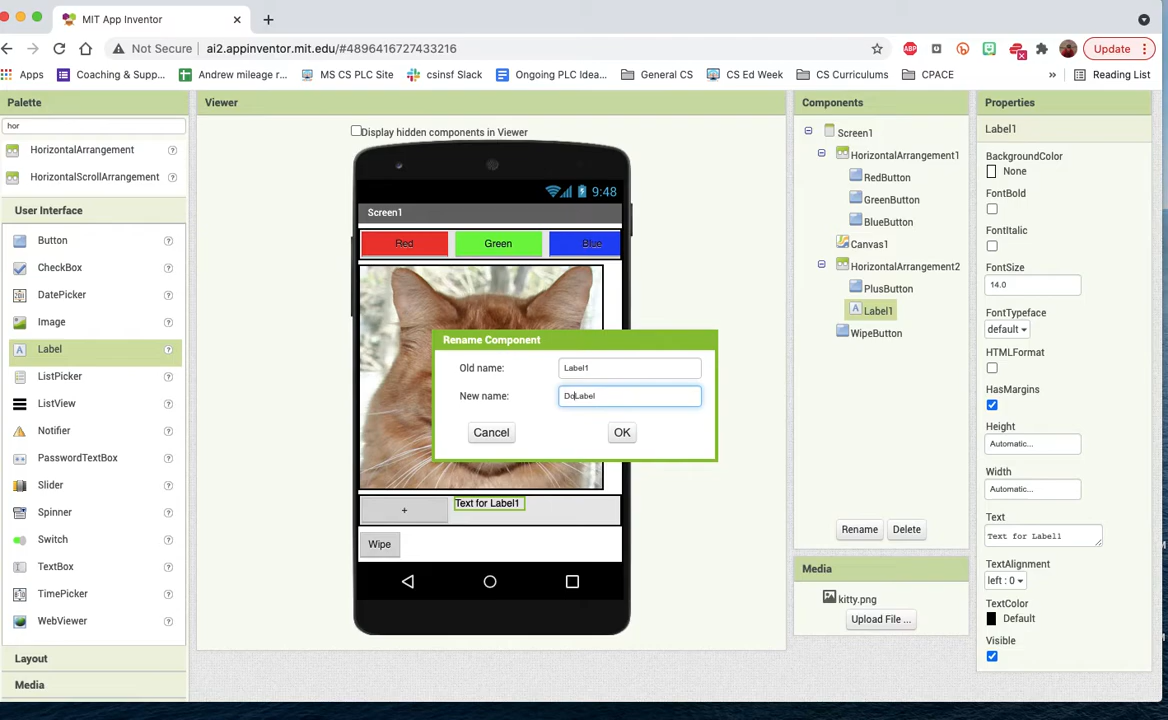 MIT App Inventor
Not Secure
ai2.appinventor.mit.edu/#4896416727433216
ABP
Update
Apps
Coaching & Supp...
Andrew mileage r...
MS CS PLC Site
csinsf Slack
Ongoing PLC Idea...
General CS
CS Ed Week
CS Curriculums
CPACE
»
Reading List
Palette
hor
HorizontalArrangement
HorizontalScrollArrangement
User Interface
Button
CheckBox
DatePicker
Image
Label
ListPicker
ListView
Notifier
PasswordTextBox
Slider
Spinner
Switch
TextBox
TimePicker
WebViewer
Layout
Media
Viewer
Display hidden components in Viewer
9:48
Screen1
Red
Green
Blue
Rename Component
Old name:
Label1
New name:
DoLabel
Cancel
OK
+
Text for Label1
Wipe
Components
Screen1
HorizontalArrangement1
RedButton
GreenButton
BlueButton
Canvas1
HorizontalArrangement2
PlusButton
Label1
WipeButton
Rename
Delete
Media
kitty.png
Upload File ...
Properties
Label1
BackgroundColor
None
FontBold
FontItalic
FontSize
14.0
FontTypeface
default
HTMLFormat
HasMargins
Height
Automatic...
Width
Automatic...
Text
Text for Label1
TextAlignment
left : 0
TextColor
Default
Visible